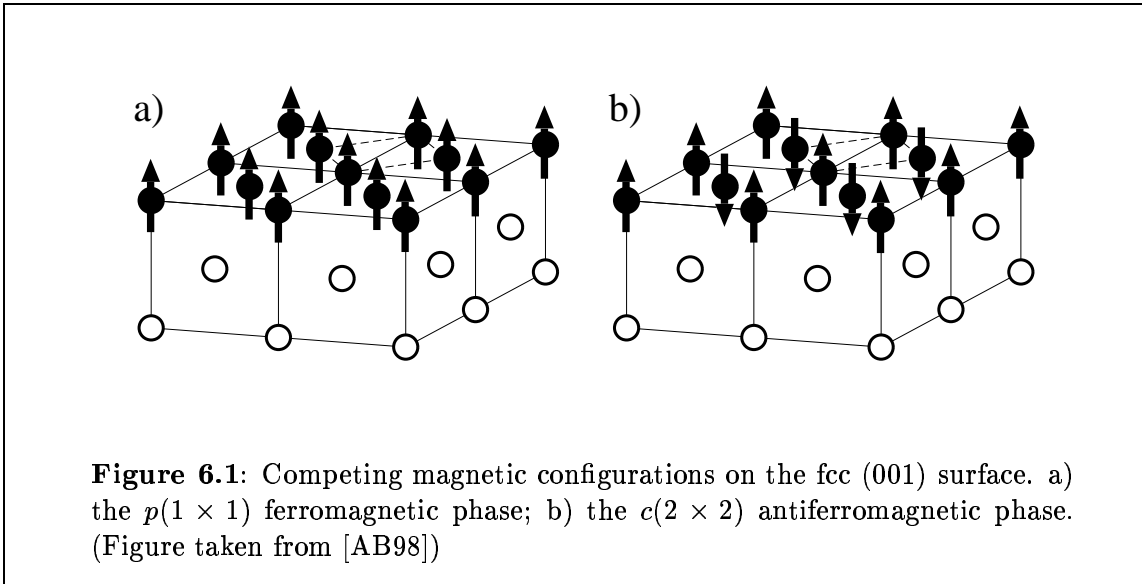 a)
b)
Figure 6.1: Competing magnetic configurations on the fcc (001) surface. a)
the p(1 × 1) ferromagnetic phase; b) the c(2 × 2) antiferromagnetic phase.
(Figure taken from [AB98])